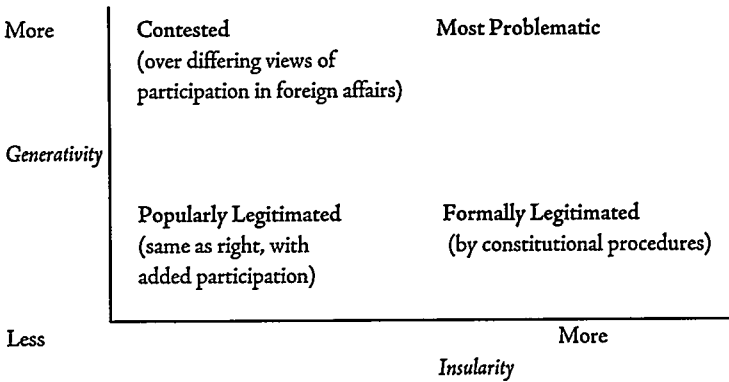 More
Contested
Most Problematic
(over differing views of
participation in foreign affairs)
Generativity
Popularly Legitimated
Formally Legitimated
(same as right, with
(by constitutional procedures)
added participation)
Less
More
Insularity